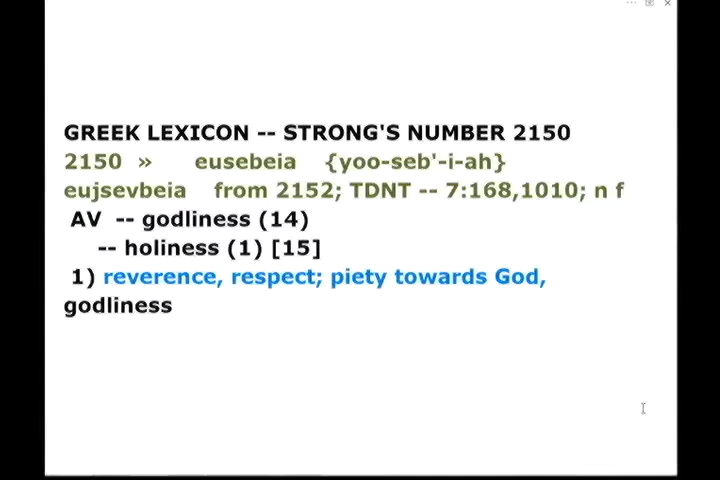 GREEK LEXICON -- STRONG'S NUMBER 2150
2150 » eusebeia {yoo-seb'-i-ah}
eujsevbeia from 2152; TDNT -- 7:168,1010; n f
AV -- godliness (14)
-- holiness (1) [15]
1) reverence, respect; piety towards God,
godliness